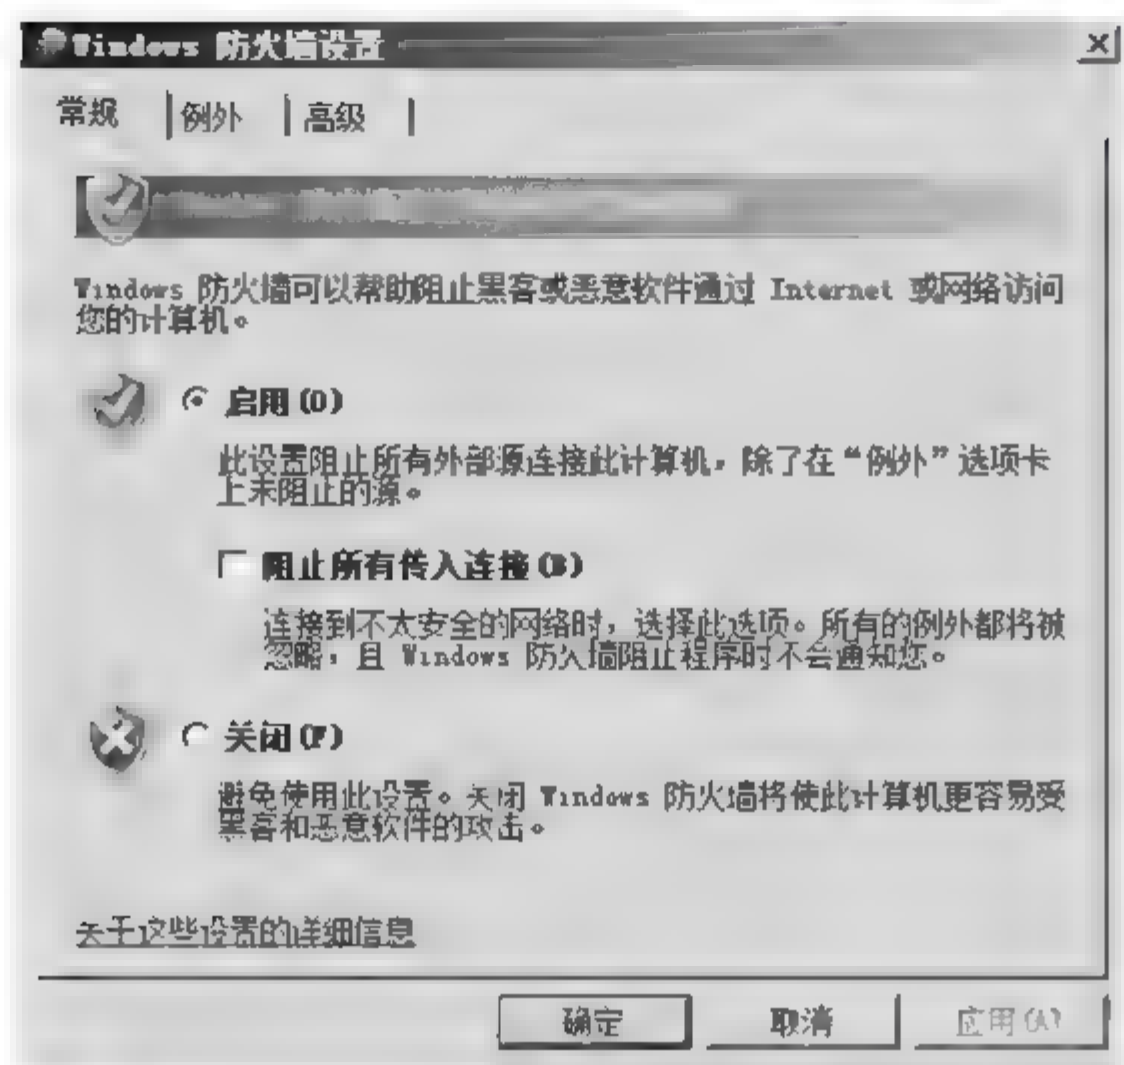 Windows 防火墙设置
常规 例外 高级
Windows 防火墙可以帮助阻止黑客或恶意软件通过 Internet 或网络访问
您的计算机。
启用(O)
此设置阻止所有外部源连接此计算机，除了在“例外”选项卡
上未阻止的源。
阻止所有传入连接(B)
连接到不太安全的网络时，选择此选项。所有的例外都将被
忽略，且 Windows 防火墙阻止程序时不会通知您。
关闭(F)
避免使用此设置。关闭 Windows 防火墙将使此计算机更容易受
黑客和恶意软件的攻击。
关于这些设置的详细信息
确定 取消 应用(A)